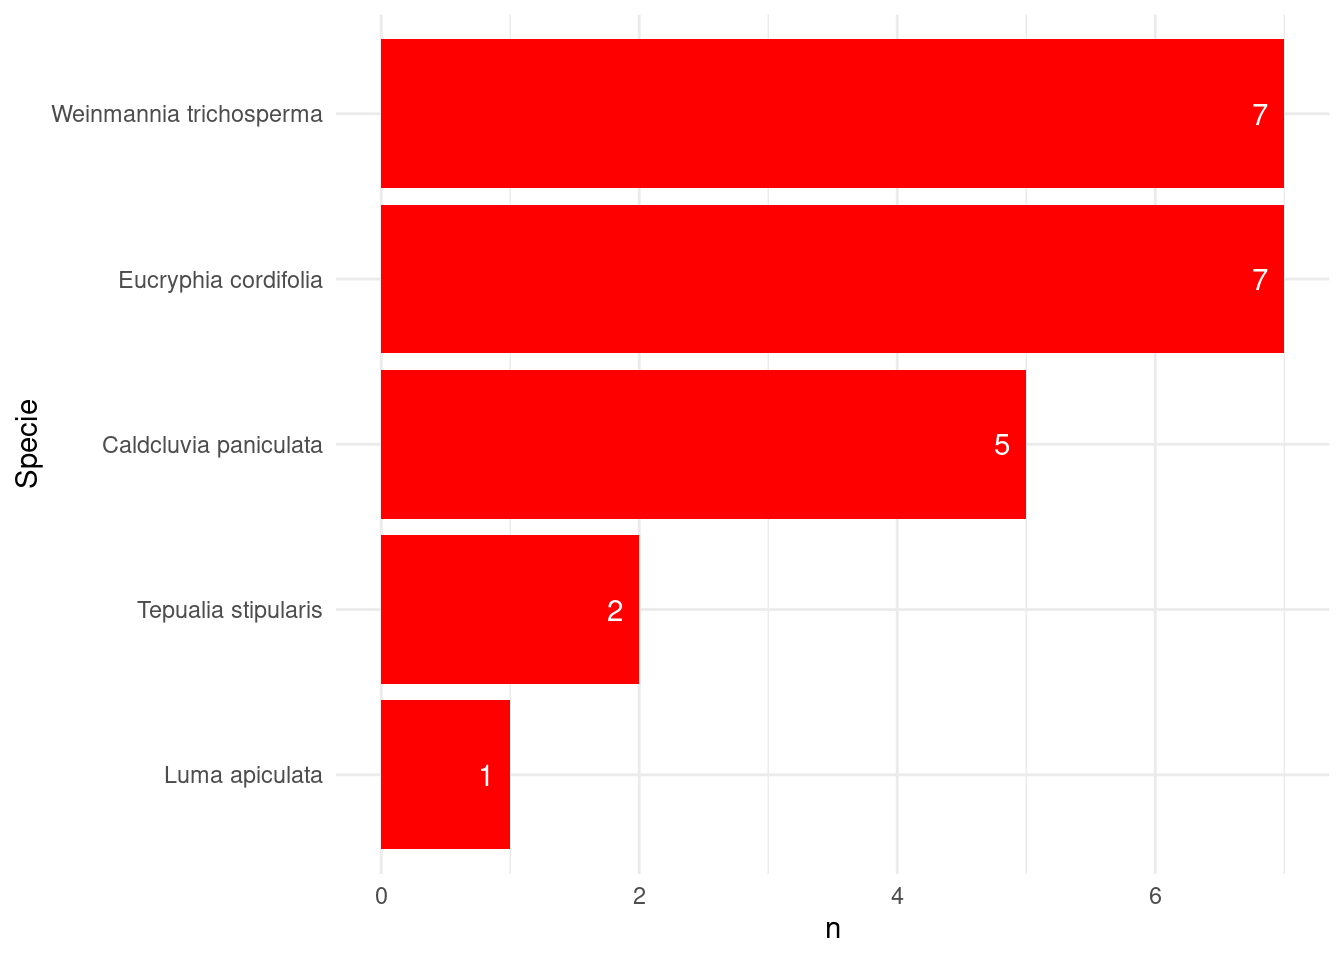 Specie
Weinmannia trichosperma 7
Eucryphia cordifolia 7
Caldcluvia paniculata 5
Tepualia stipularis 2
Luma apiculata 1
0 2 4 6
n